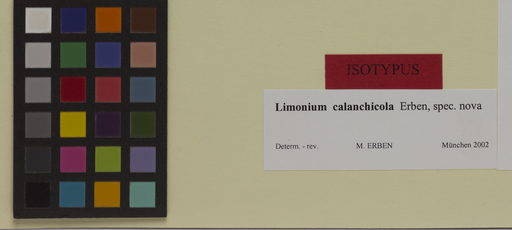 ISOTYPUS
Limonium calanchicola Erben, spec. nova
Determ. - rev. M. ERBEN München 2002